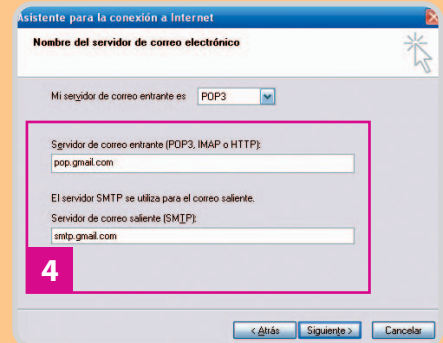 Asistente para la conexión a Internet
Nombre del servidor de correo electrónico
Mi servidor de correo entrante es POP3
Servidor de correo entrante (POP3, IMAP o HTTP):
pop.gmail.com
El servidor SMTP se utiliza para el correo saliente.
Servidor de correo saliente (SMTP):
smtp.gmail.com
4
< Atrás Siguiente > Cancelar